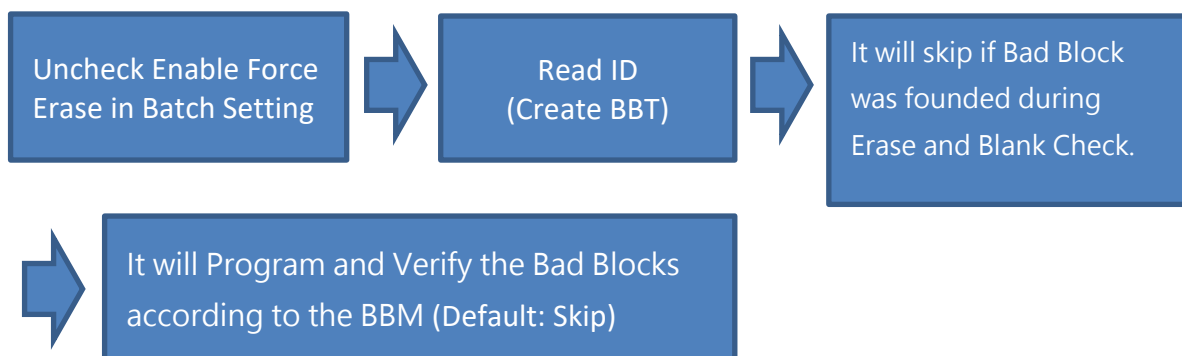 Uncheck Enable Force
Erase in Batch Setting
Read ID
(Create BBT)
It will skip if Bad Block
was founded during
Erase and Blank Check.
It will Program and Verify the Bad Blocks
according to the BBM (Default: Skip)